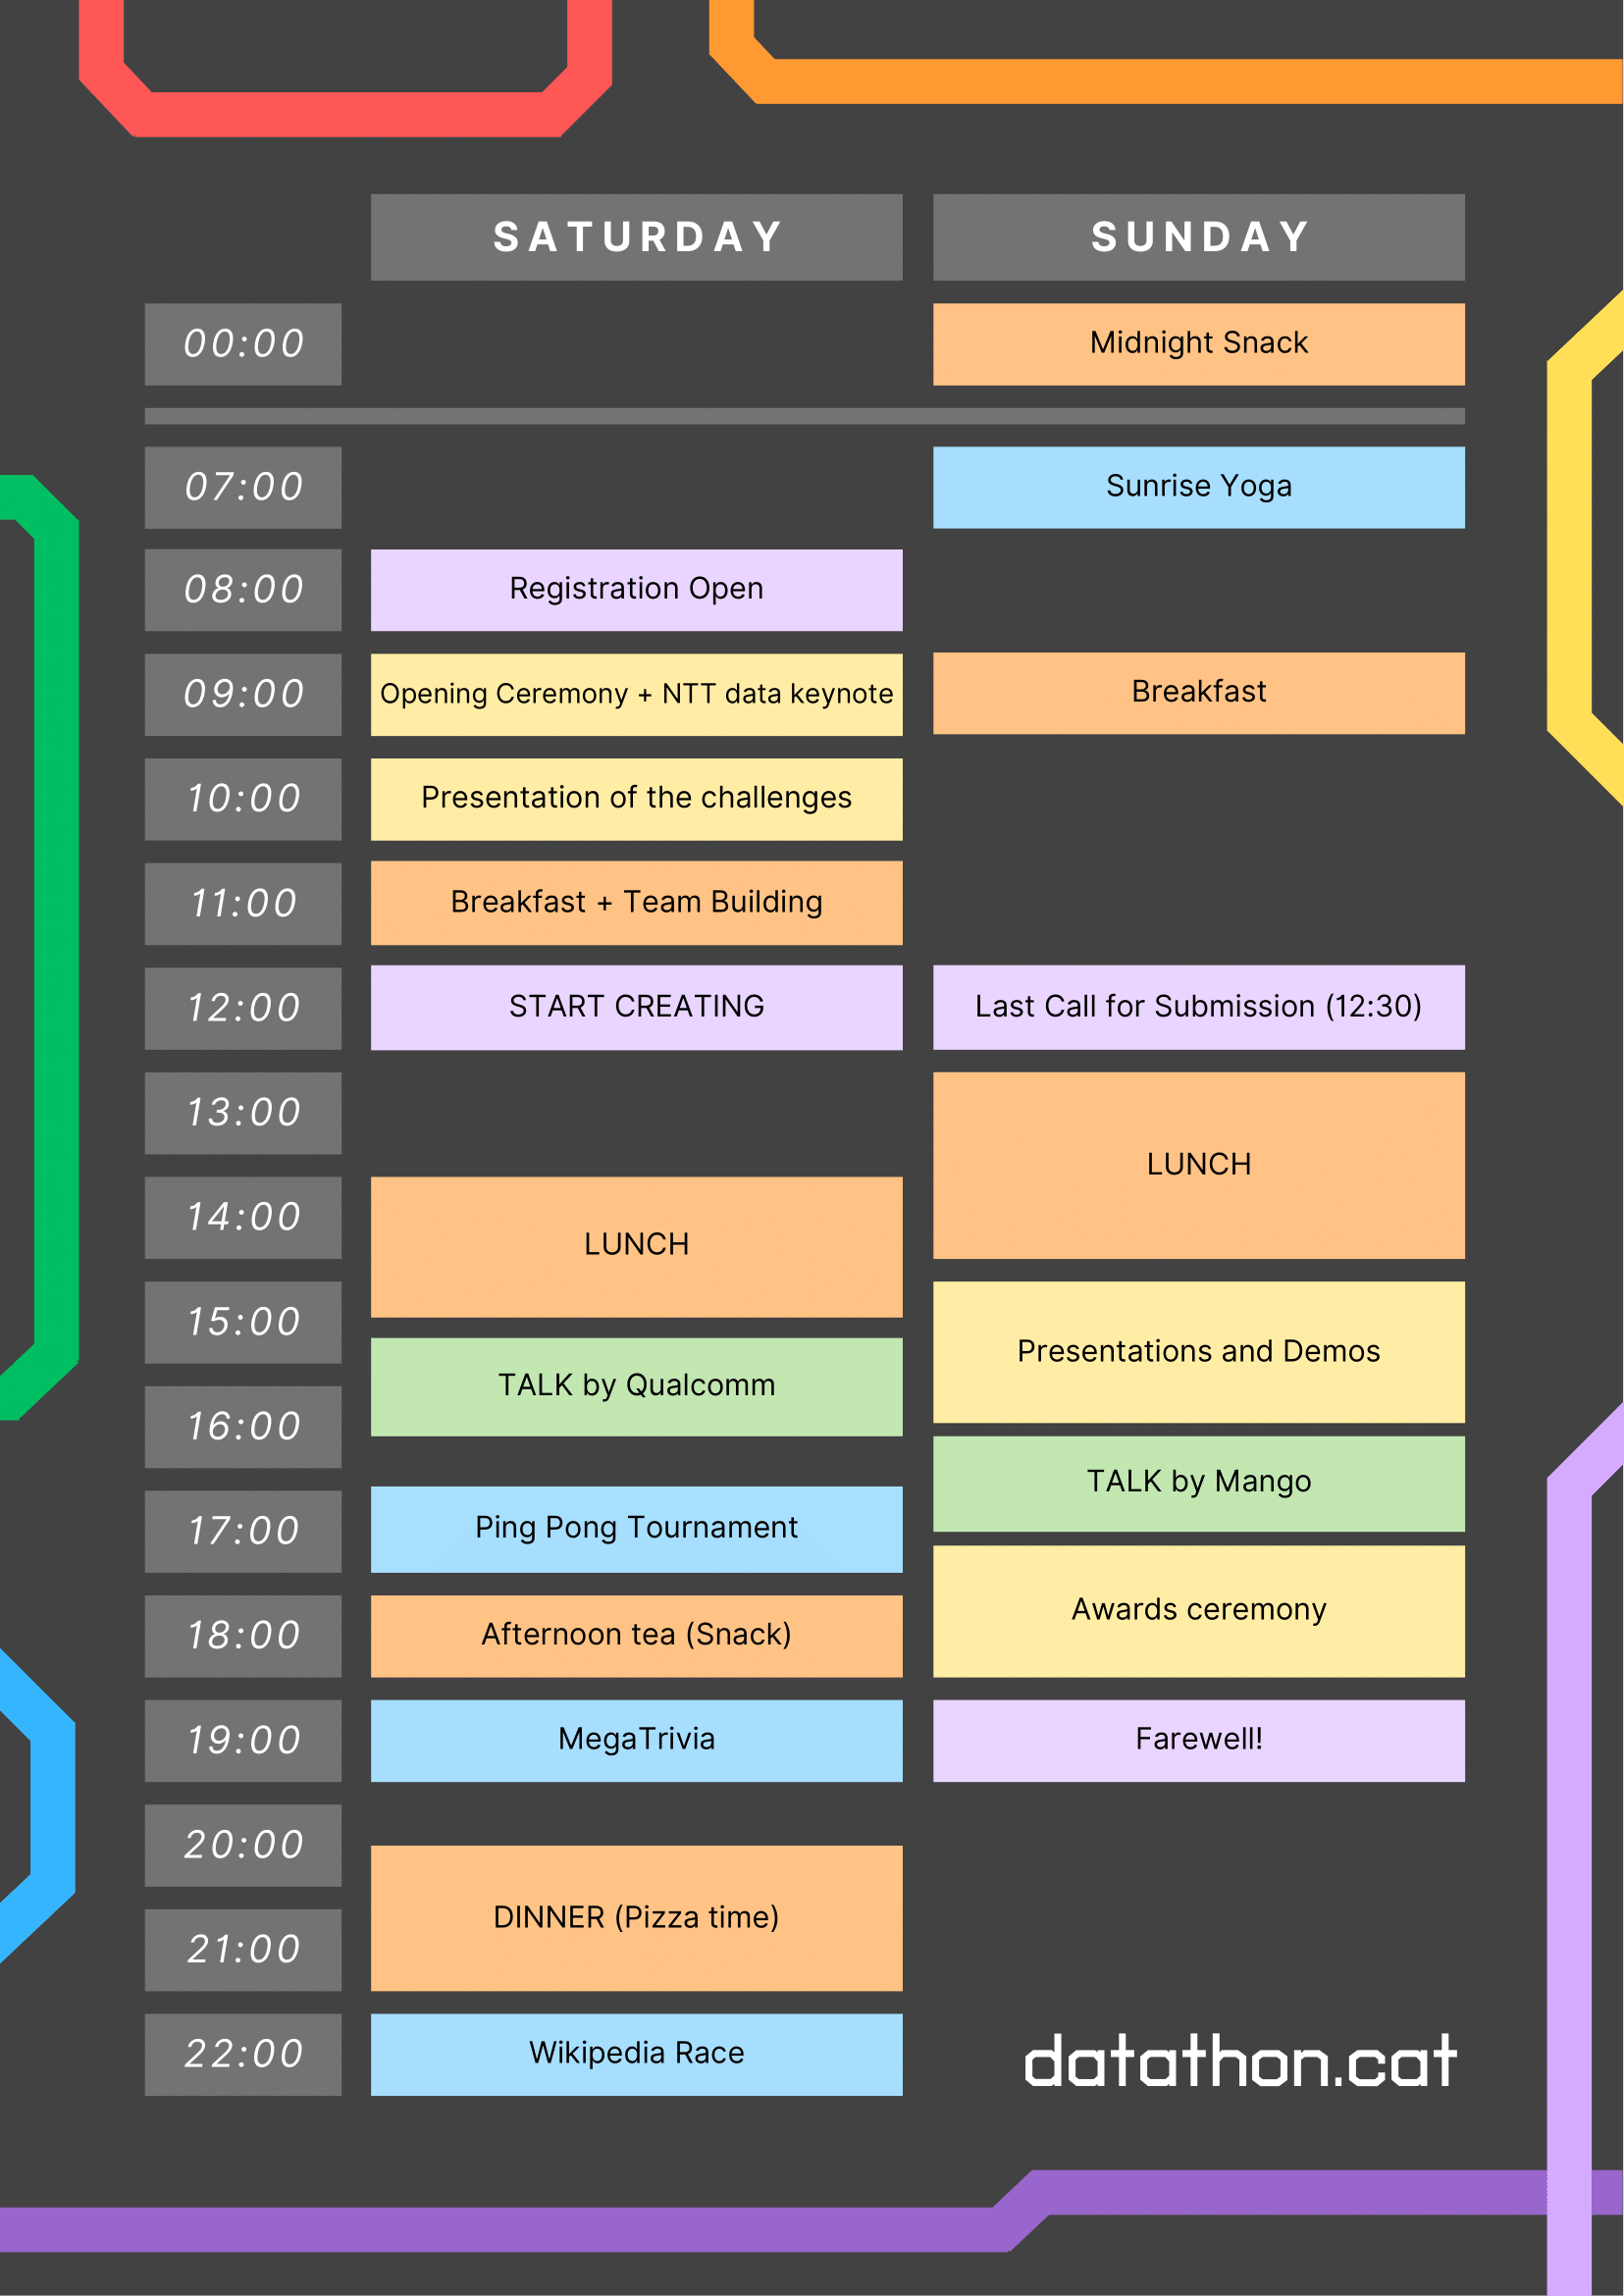 SATURDAY SUNDAY
00:00 Midnight Snack
07:00 Sunrise Yoga
08:00 Registration Open
09:00 Opening Ceremony + NTT data keynote Breakfast
10:00 Presentation of the challenges
11:00 Breakfast + Team Building
12:00 START CREATING Last Call for Submission (12:30)
13:00
LUNCH
14:00
LUNCH
15:00
Presentations and Demos
TALK by Qualcomm
16:00
TALK by Mango
17:00 Ping Pong Tournament
Awards ceremony
18:00 Afternoon tea (Snack)
19:00 MegaTrivia Farewell!
20:00
DINNER (Pizza time)
21:00
22:00 Wikipedia Race
datathon.cat